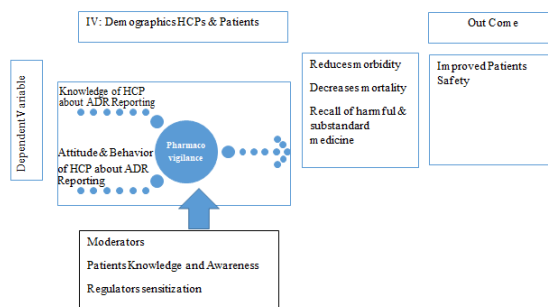 IV: Demographics HCPs & Patients
Out Come
Dependent Variable
Knowledge of HCP
about ADR Reporting
Attitude & Behavior
of HCP about ADR
Reporting
Pharmaco
vigilance
Reduces morbidity
Decreases mortality
Recall of harmful &
substandard
medicine
Improved Patients
Safety
Moderators
Patients Knowledge and Awareness
Regulators sensitization